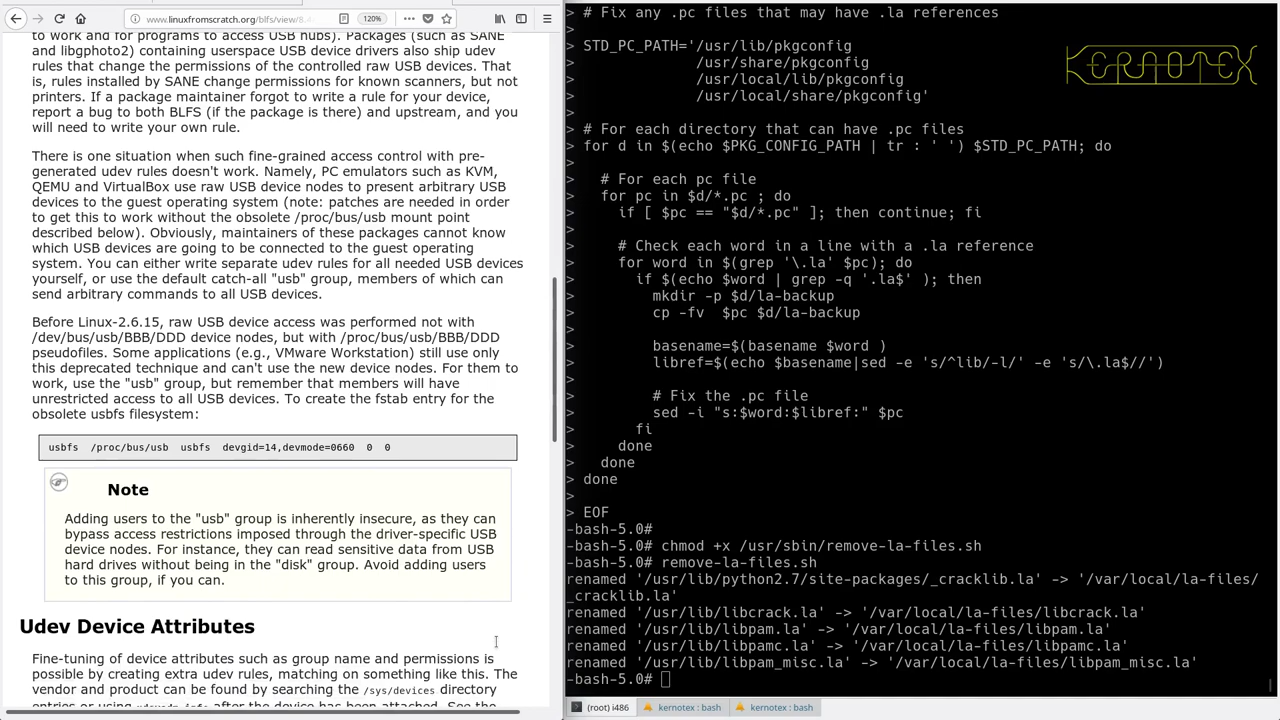 www.linuxfromscratch.org/blfs/view/8.4
120%
to work and for programs to access USB hubs). Packages (such as SANE
and libgphoto2) containing userspace USB device drivers also ship udev
rules that change the permissions of the controlled raw USB devices. That
is, rules installed by SANE change permissions for known scanners, but not
printers. If a package maintainer forgot to write a rule for your device,
report a bug to both BLFS (if the package is there) and upstream, and you
will need to write your own rule.
There is one situation when such fine-grained access control with pre-
generated udev rules doesn't work. Namely, PC emulators such as KVM,
QEMU and VirtualBox use raw USB device nodes to present arbitrary USB
devices to the guest operating system (note: patches are needed in order
to get this to work without the obsolete /proc/bus/usb mount point
described below). Obviously, maintainers of these packages cannot know
which USB devices are going to be connected to the guest operating
system. You can either write separate udev rules for all needed USB devices
yourself, or use the default catch-all "usb" group, members of which can
send arbitrary commands to all USB devices.
Before Linux-2.6.15, raw USB device access was performed not with
/dev/bus/usb/BBB/DDD device nodes, but with /proc/bus/usb/BBB/DDD
pseudofiles. Some applications (e.g., VMware Workstation) still use only
this deprecated technique and can't use the new device nodes. For them to
work, use the "usb" group, but remember that members will have
unrestricted access to all USB devices. To create the fstab entry for the
obsolete usbfs filesystem:
usbfs  /proc/bus/usb  usbfs  devgid=14,devmode=0660  0  0
Note
Adding users to the "usb" group is inherently insecure, as they can
bypass access restrictions imposed through the driver-specific USB
device nodes. For instance, they can read sensitive data from USB
hard drives without being in the "disk" group. Avoid adding users
to this group, if you can.
Udev Device Attributes
Fine-tuning of device attributes such as group name and permissions is
possible by creating extra udev rules, matching on something like this. The
vendor and product can be found by searching the /sys/devices directory
> # Fix any .pc files that may have .la references
>
> STD_PC_PATH='/usr/lib/pkgconfig
>              /usr/share/pkgconfig
>              /usr/local/lib/pkgconfig
>              /usr/local/share/pkgconfig'
>
> # For each directory that can have .pc files
> for d in $(echo $PKG_CONFIG_PATH | tr : ' ') $STD_PC_PATH; do
>
>   # For each pc file
>   for pc in $d/*.pc ; do
>     if [ $pc == "$d/*.pc" ]; then continue; fi
>
>     # Check each word in a line with a .la reference
>     for word in $(grep '\.la' $pc); do
>       if $(echo $word | grep -q '.la$' ); then
>         mkdir -p $d/la-backup
>         cp -fv  $pc $d/la-backup
>
>         basename=$(basename $word )
>         libref=$(echo $basename|sed -e 's/^lib/-l/' -e 's/\.la$//')
>
>         # Fix the .pc file
>         sed -i "s:$word:$libref:" $pc
>       fi
>     done
>   done
> done
>
> EOF
-bash-5.0#
-bash-5.0# chmod +x /usr/sbin/remove-la-files.sh
-bash-5.0# remove-la-files.sh
renamed '/usr/lib/python2.7/site-packages/_cracklib.la' -> '/var/local/la-files/
_cracklib.la'
renamed '/usr/lib/libcrack.la' -> '/var/local/la-files/libcrack.la'
renamed '/usr/lib/libpam.la' -> '/var/local/la-files/libpam.la'
renamed '/usr/lib/libpamc.la' -> '/var/local/la-files/libpamc.la'
renamed '/usr/lib/libpam_misc.la' -> '/var/local/la-files/libpam_misc.la'
-bash-5.0#
KERNOTEX
(root) i486
kernotex : bash
kernotex : bash